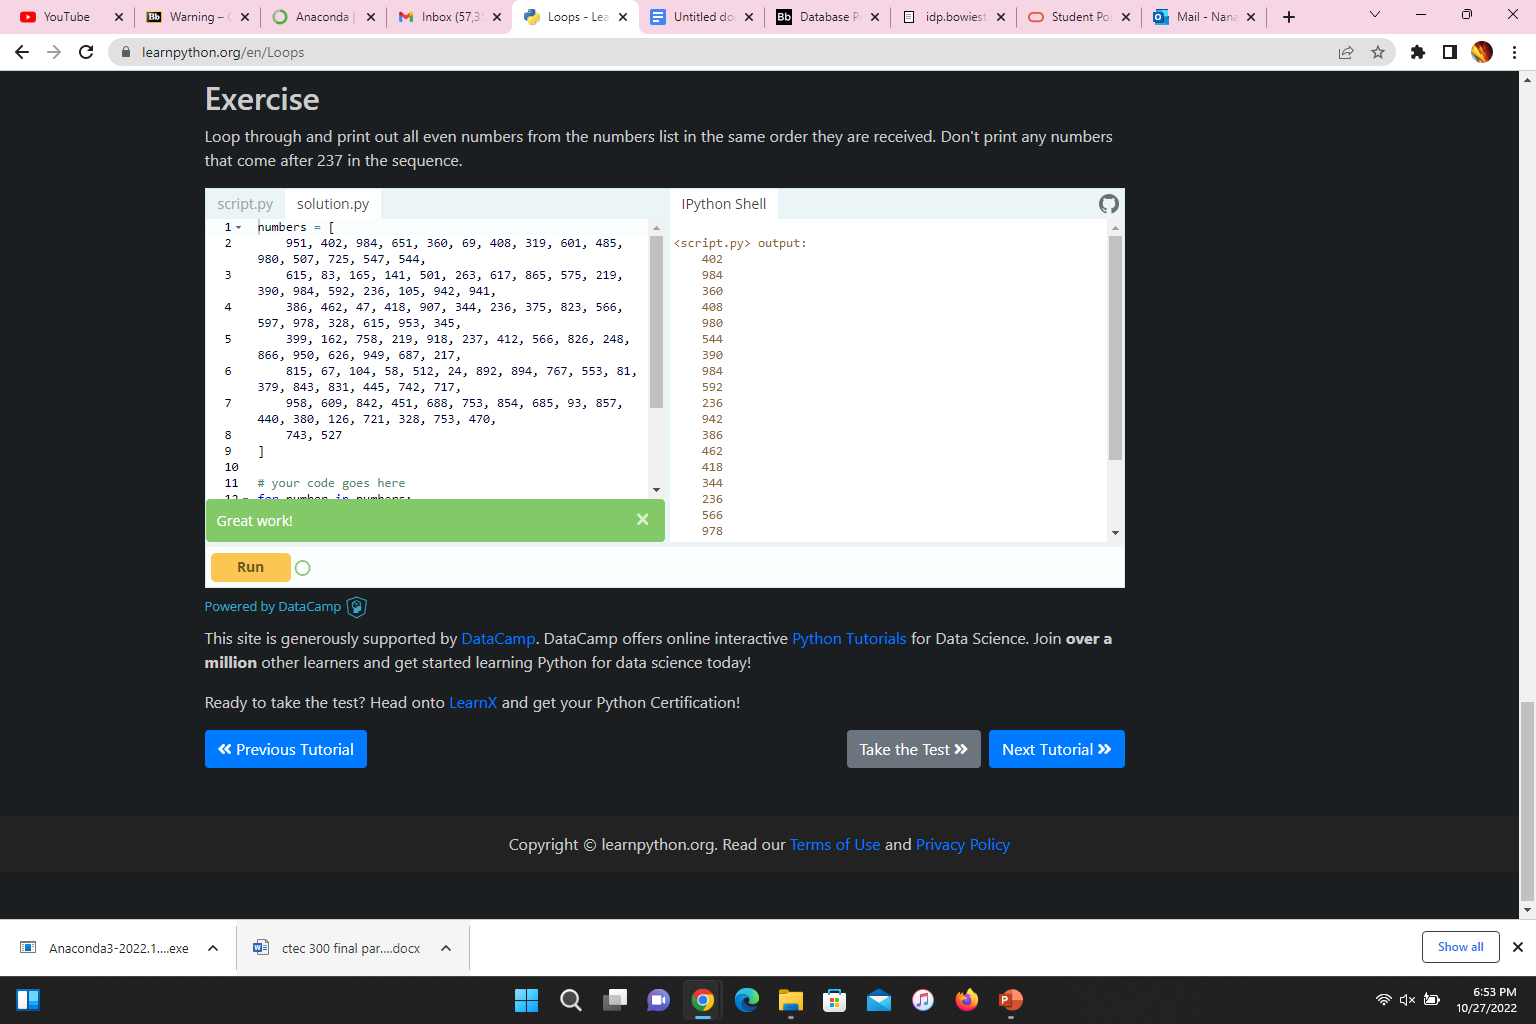 YouTube
Warning – 
Anaconda |
Inbox (57,3
Loops - Lea
Untitled do
Database P
idp.bowiest
Student Po
Mail - Nana
learnpython.org/en/Loops
Exercise
Loop through and print out all even numbers from the numbers list in the same order they are received. Don't print any numbers
that come after 237 in the sequence.
script.py
solution.py
1 numbers = [
2 951, 402, 984, 651, 360, 69, 408, 319, 601, 485,
980, 507, 725, 547, 544,
3 615, 83, 165, 141, 501, 263, 617, 865, 575, 219,
390, 984, 592, 236, 105, 942, 941,
4 386, 462, 47, 418, 907, 344, 236, 375, 823, 566,
597, 978, 328, 615, 953, 345,
5 399, 162, 758, 219, 918, 237, 412, 566, 826, 248,
866, 950, 626, 949, 687, 217,
6 815, 67, 104, 58, 512, 24, 892, 894, 767, 553, 81,
379, 843, 831, 445, 742, 717,
7 958, 609, 842, 451, 688, 753, 854, 685, 93, 857,
440, 380, 126, 721, 328, 753, 470,
8 743, 527
9 ]
10
11 # your code goes here
12 for number in numbers:
Great work!
Run
IPython Shell
<script.py> output:
402
984
360
408
980
544
390
984
592
236
942
386
462
418
344
236
566
978
Powered by DataCamp
This site is generously supported by DataCamp. DataCamp offers online interactive Python Tutorials for Data Science. Join over a
million other learners and get started learning Python for data science today!
Ready to take the test? Head onto LearnX and get your Python Certification!
Previous Tutorial
Take the Test
Next Tutorial
Copyright © learnpython.org. Read our Terms of Use and Privacy Policy
Anaconda3-2022.1....exe
ctec 300 final par....docx
Show all
6:53 PM
10/27/2022